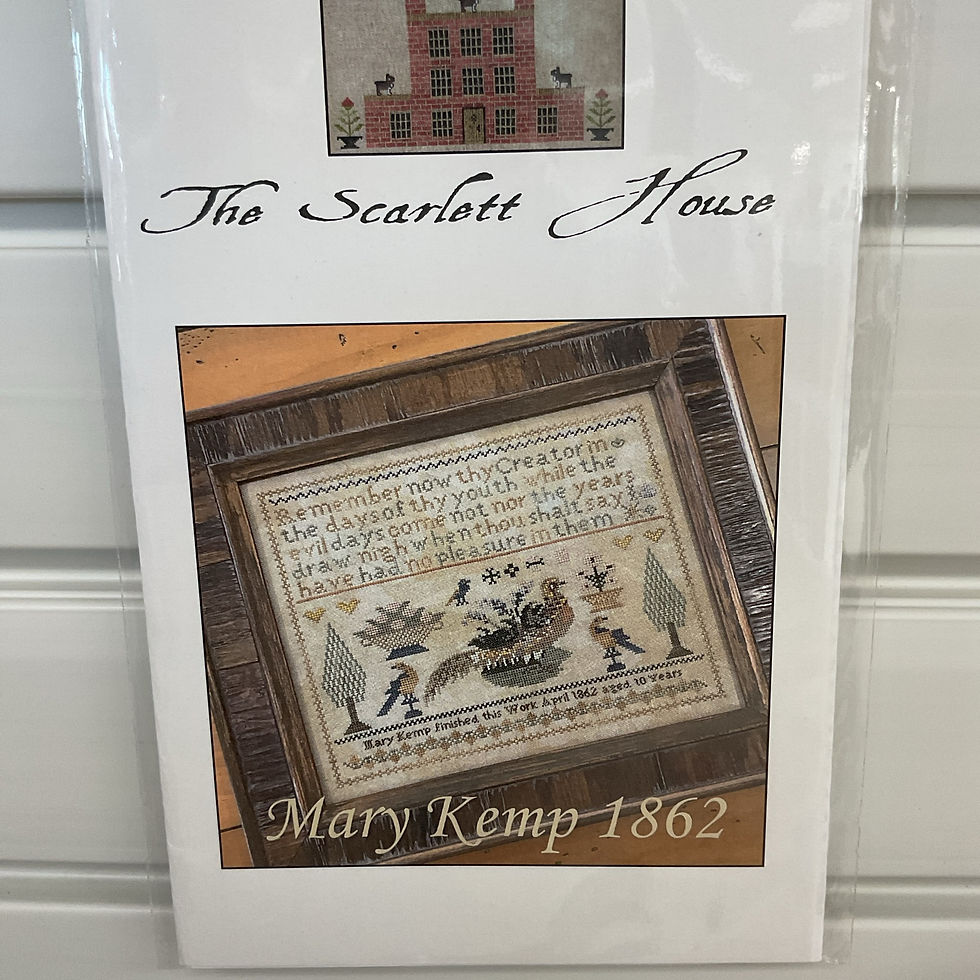 The Scarlett House
Remember now thy Creator in
the days of thy youth while the
evil days come not nor the years
draw nigh when thou shalt say
have had no pleasure in them
Mary Kemp finished this Work April 1862 aged 10 Years
Mary Kemp 1862